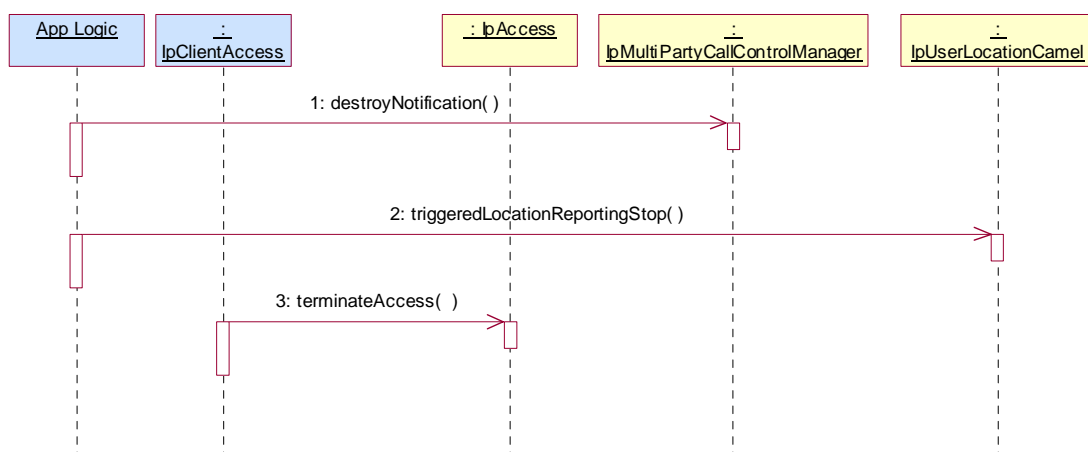 App Logic
:
IpClientAccess
: IpAccess
:
IpMultiPartyCallControlManager
:
IpUserLocationCamel
1: destroyNotification( )
2: triggeredLocationReportingStop( )
3: terminateAccess(  )